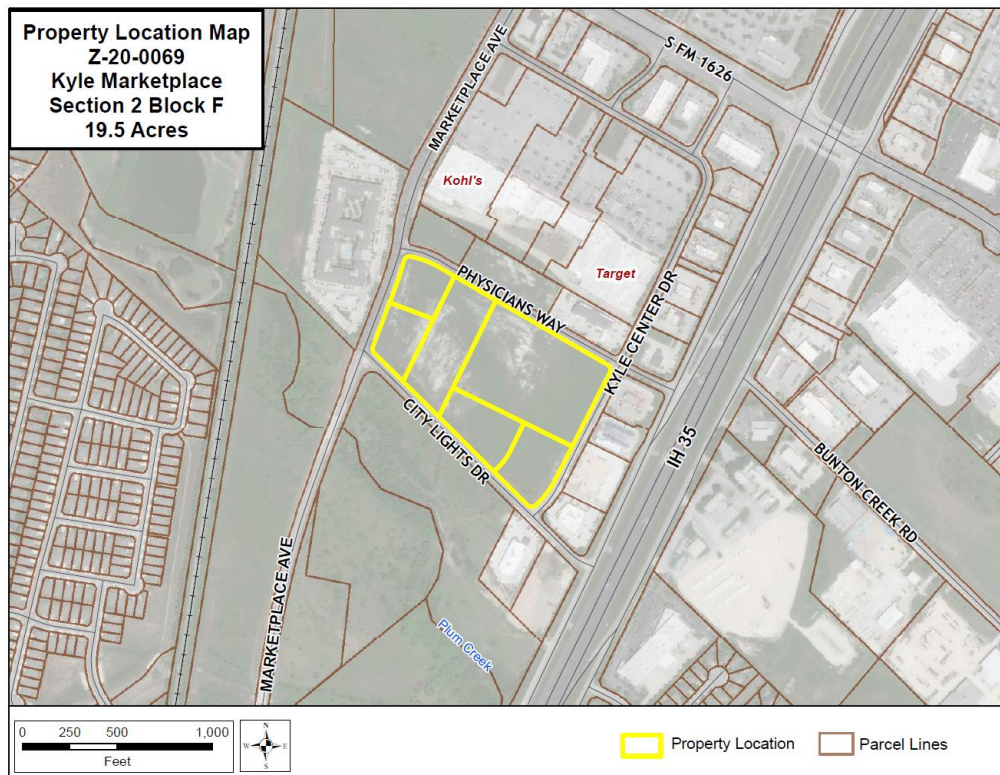 Property Location Map
Z-20-0069
Kyle Marketplace
Section 2 Block F
19.5 Acres
MARKETPLACE AVE
S FM 1626
Kohl's
Target
PHYSICIANS WAY
KYLE CENTER DR
CITY LIGHTS DR
IH 35
BUNTON CREEK RD
MARKETPLACE AVE
Plum Creek
0 250 500 1,000
Feet
N
W E
S
Property Location
Parcel Lines